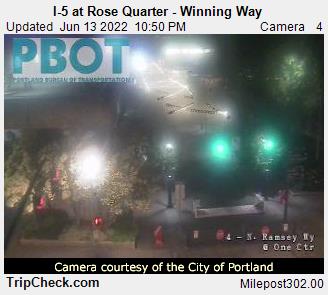 I-5 at Rose Quarter - Winning Way
Updated Jun 13 2022 10:50 PM Camera 4
PBOT
PORTLAND BUREAU OF TRANSPORTATION
4 - N. Ramsey Wy
@ One Ctr
Camera courtesy of the City of Portland
TripCheck.com Milepost302.00